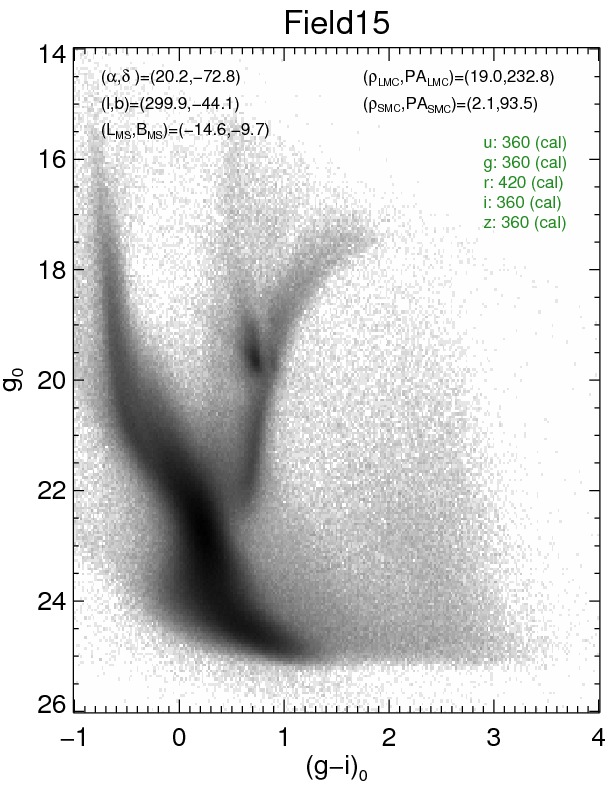 Field15
(α,δ )=(20.2,−72.8)
(ρLMC,PALMC)=(19.0,232.8)
(l,b)=(299.9,−44.1)
(ρSMC,PASMC)=(2.1,93.5)
(LMS,BMS)=(−14.6,−9.7)
u: 360 (cal)
g: 360 (cal)
r: 420 (cal)
i: 360 (cal)
z: 360 (cal)
14
16
18
20
22
24
26
g0
−1 0 1 2 3 4
(g−i)0